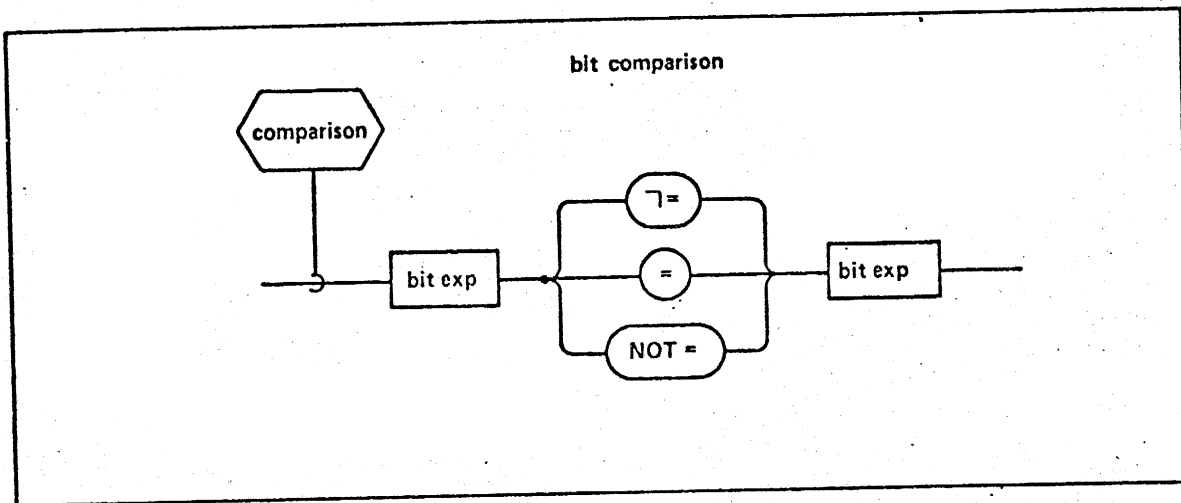 bit comparison
comparison
¬=
bit exp
=
bit exp
NOT =